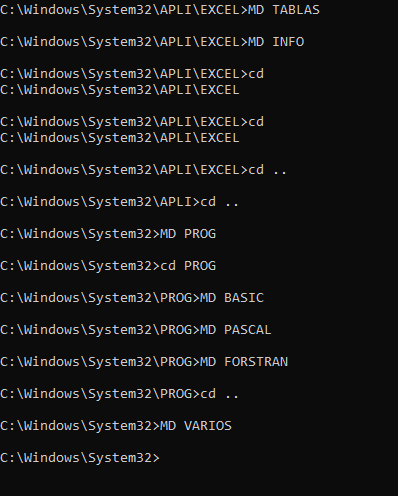 C:\Windows\System32\APLI\EXCEL>MD TABLAS
C:\Windows\System32\APLI\EXCEL>MD INFO
C:\Windows\System32\APLI\EXCEL>cd
C:\Windows\System32\APLI\EXCEL
C:\Windows\System32\APLI\EXCEL>cd
C:\Windows\System32\APLI\EXCEL
C:\Windows\System32\APLI\EXCEL>cd ..
C:\Windows\System32\APLI>cd ..
C:\Windows\System32>MD PROG
C:\Windows\System32>cd PROG
C:\Windows\System32\PROG>MD BASIC
C:\Windows\System32\PROG>MD PASCAL
C:\Windows\System32\PROG>MD FORSTRAN
C:\Windows\System32\PROG>cd ..
C:\Windows\System32>MD VARIOS
C:\Windows\System32>